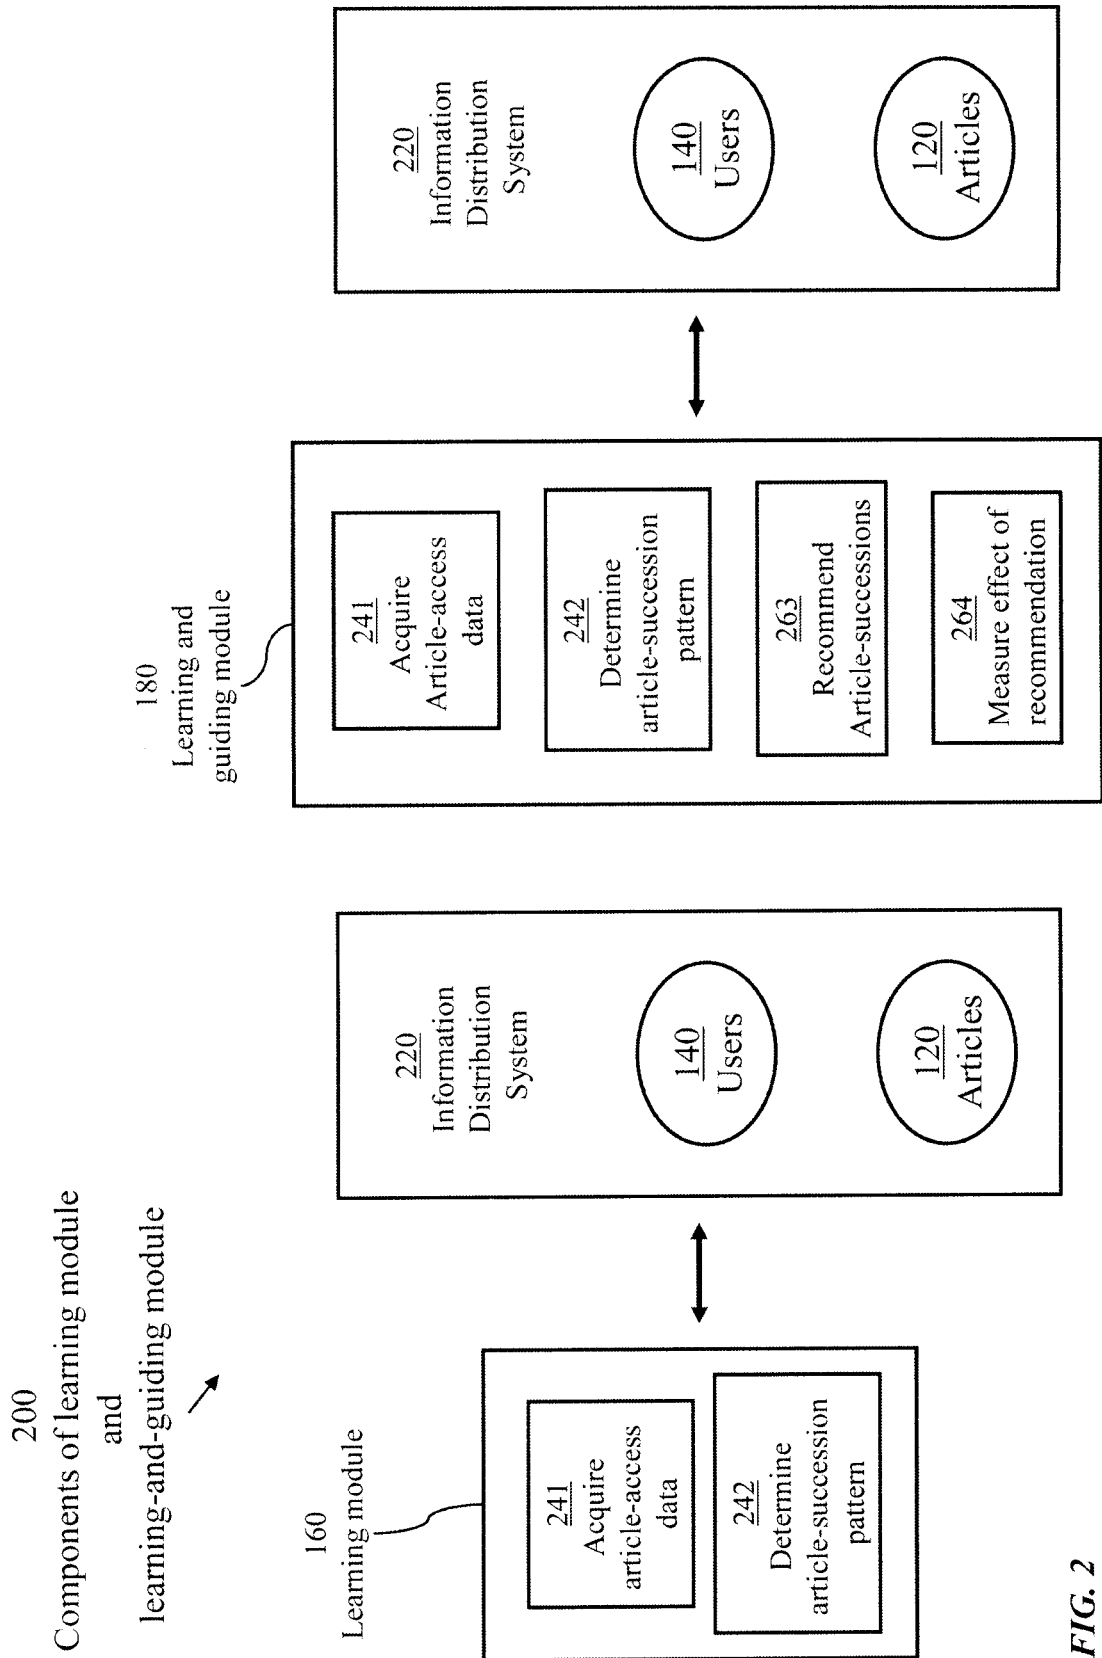 200
Components of learning module
and
learning-and-guiding module
160
Learning module
241
Acquire
article-access
data
242
Determine
article-succession
pattern
220
Information
Distribution
System
140
Users
120
Articles
180
Learning and
guiding module
241
Acquire
Article-access
data
242
Determine
article-succession
pattern
263
Recommend
Article-successions
264
Measure effect of
recommendation
220
Information
Distribution
System
140
Users
120
Articles
FIG. 2